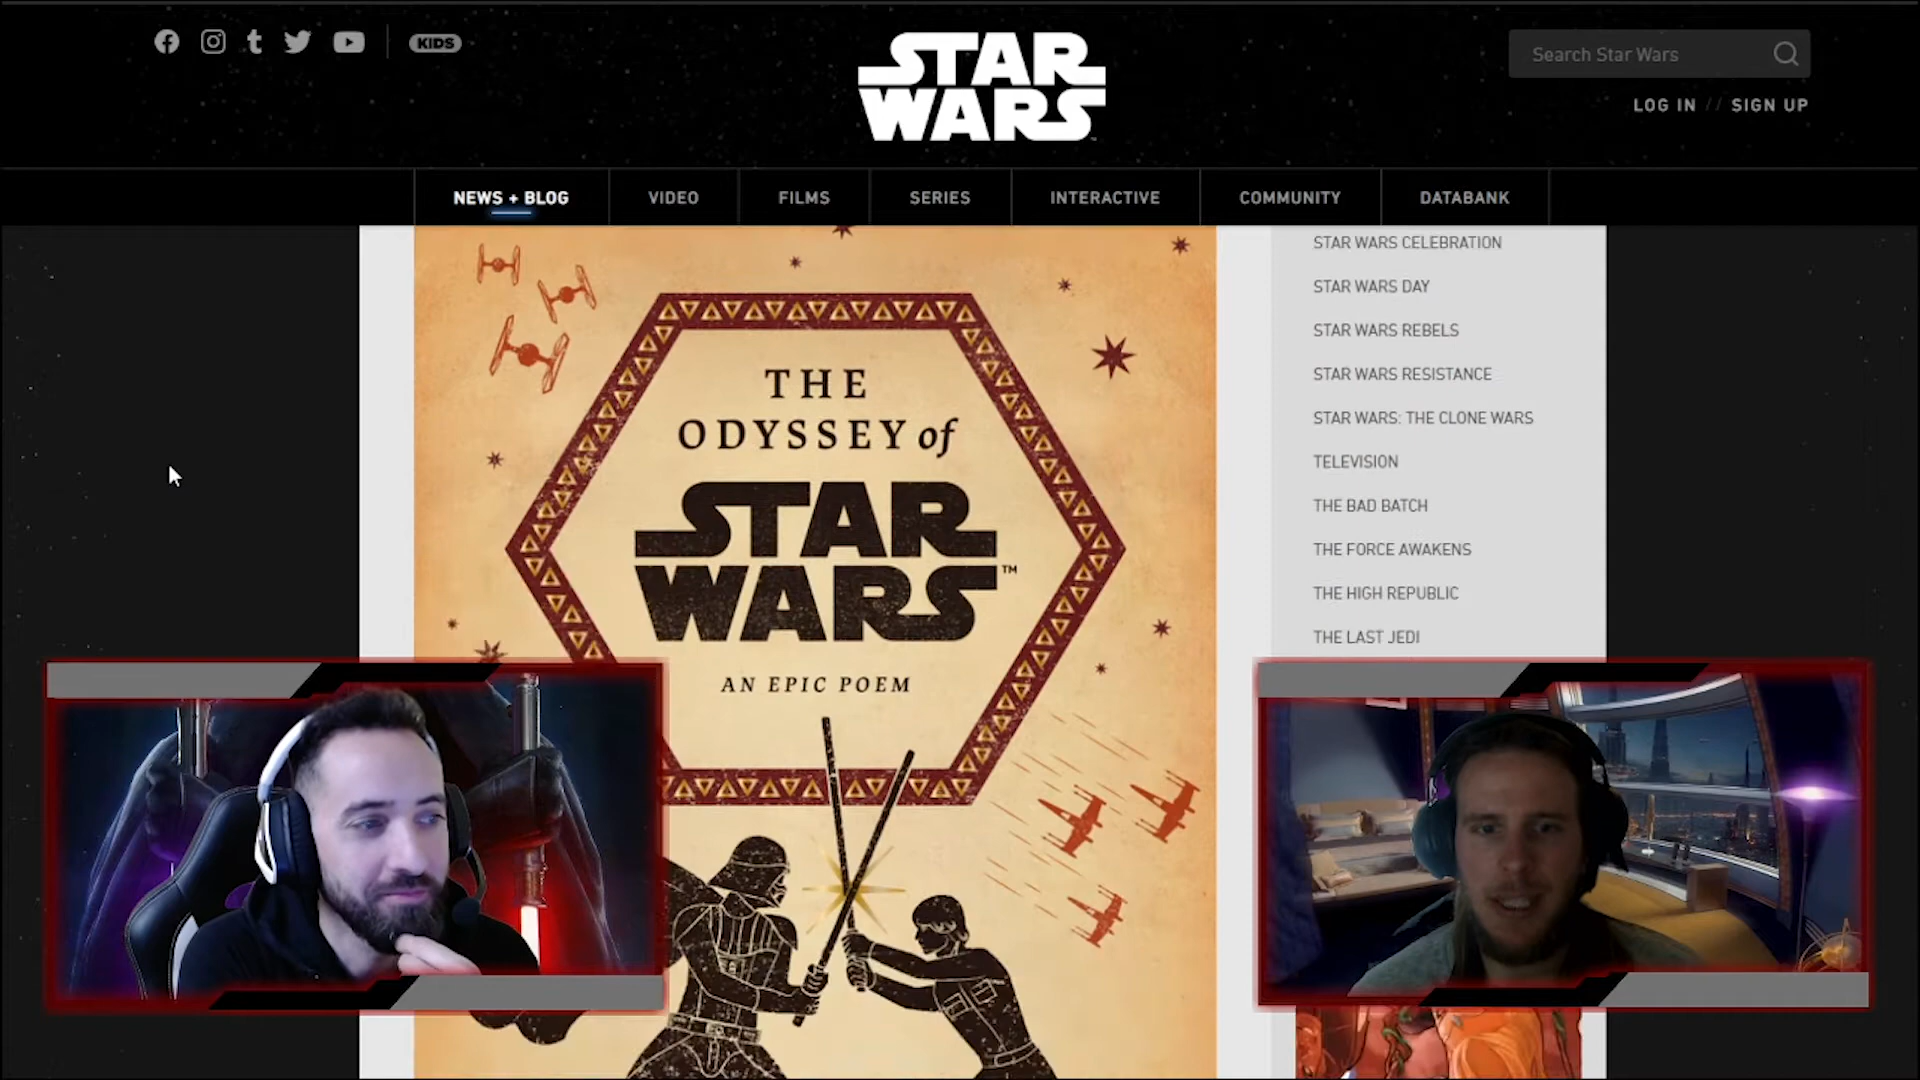 KIDS
STAR
WARS
Search Star Wars
LOG IN // SIGN UP
NEWS + BLOG
VIDEO
FILMS
SERIES
INTERACTIVE
COMMUNITY
DATABANK
THE
ODYSSEY of
STAR
WARS™
AN EPIC POEM
STAR WARS CELEBRATION
STAR WARS DAY
STAR WARS REBELS
STAR WARS RESISTANCE
STAR WARS: THE CLONE WARS
TELEVISION
THE BAD BATCH
THE FORCE AWAKENS
THE HIGH REPUBLIC
THE LAST JEDI